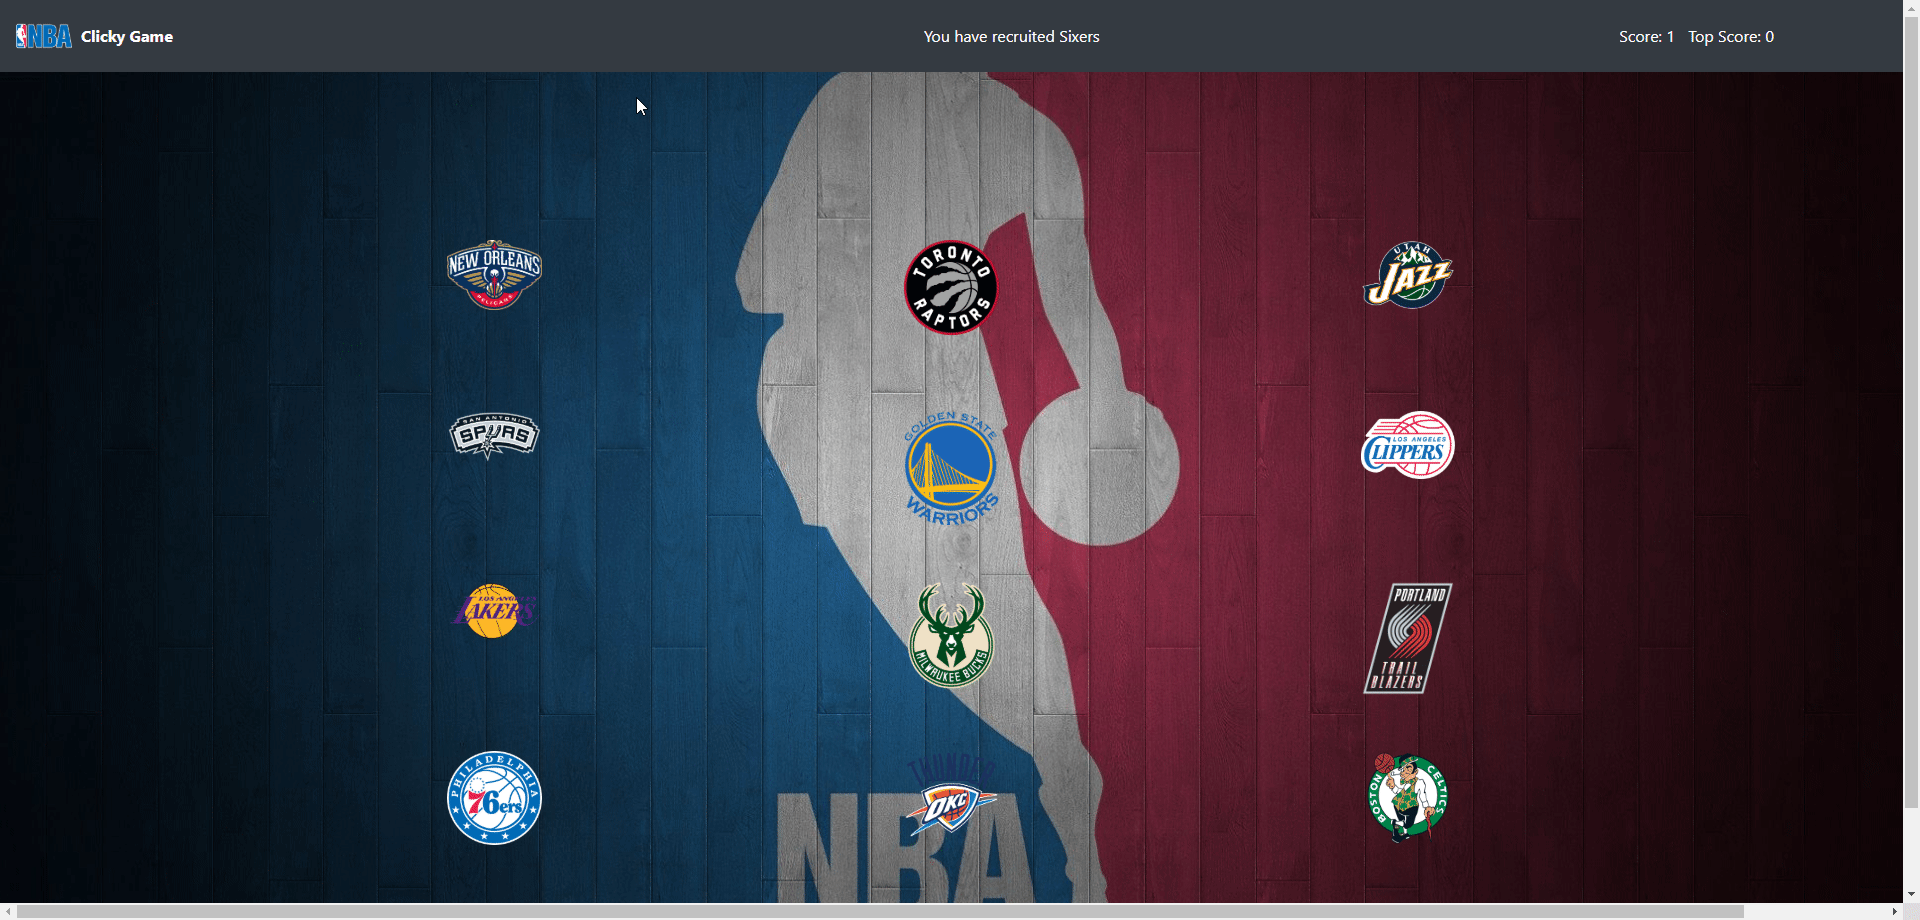 NBA Clicky Game
You have recruited Sixers
Score: 1 Top Score: 0
NEW ORLEANS
PELICANS
TORONTO
RAPTORS
UTAH
JAZZ
SAN ANTONIO
SPURS
GOLDEN STATE
WARRIORS
LOS ANGELES
CLIPPERS
LOS ANGELES
LAKERS
MILWAUKEE BUCKS
PORTLAND
TRAIL
BLAZERS
PHILADELPHIA
76ers
THUNDER
OKC
BOSTON CELTICS
NBA